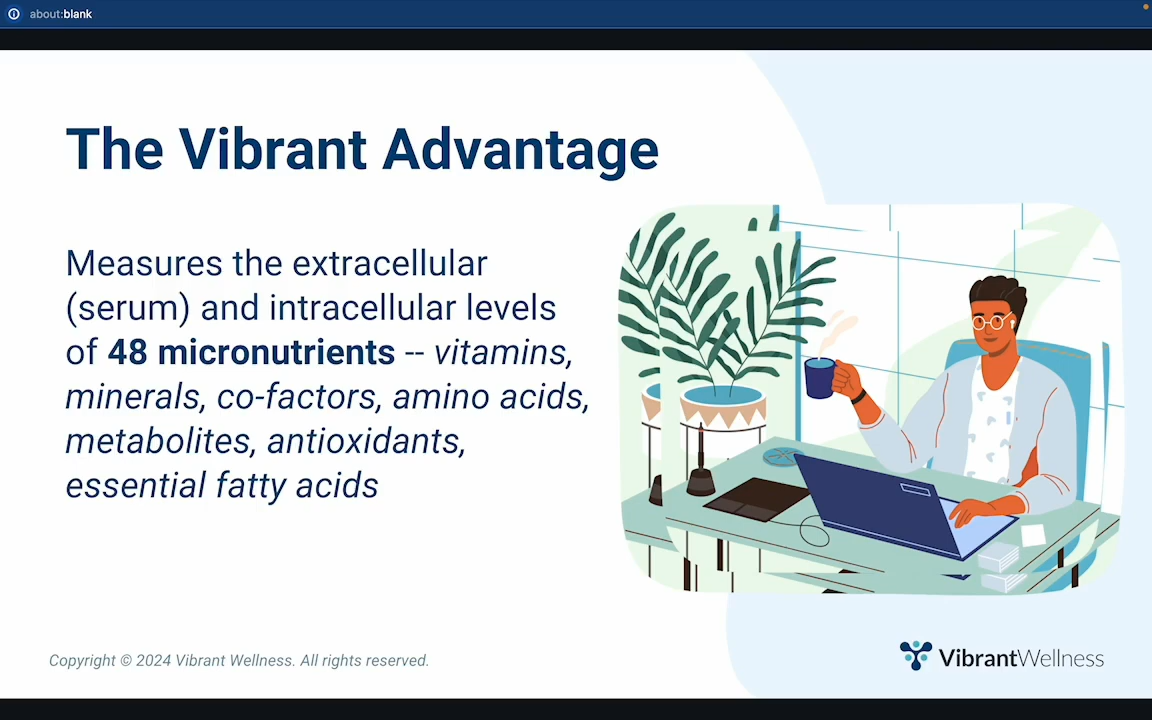 about:blank
The Vibrant Advantage
Measures the extracellular
(serum) and intracellular levels
of 48 micronutrients -- vitamins,
minerals, co-factors, amino acids,
metabolites, antioxidants,
essential fatty acids
Copyright © 2024 Vibrant Wellness. All rights reserved.
VibrantWellness